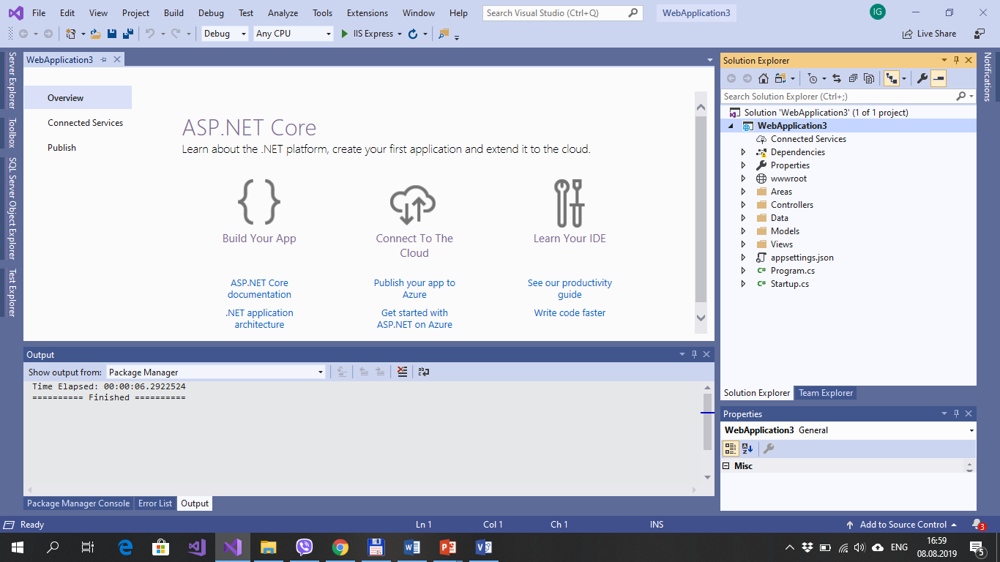 File Edit View Project Build Debug Test Analyze Tools Extensions Window Help Search Visual Studio (Ctrl+Q) WebApplication3 IG
Debug Any CPU IIS Express Live Share
Server Explorer
Toolbox
SQL Server Object Explorer
Test Explorer
WebApplication3
Overview
Connected Services
Publish
ASP.NET Core
Learn about the .NET platform, create your first application and extend it to the cloud.
{ }
Build Your App
ASP.NET Core
documentation
.NET application
architecture
Connect To The
Cloud
Publish your app to
Azure
Get started with
ASP.NET on Azure
Learn Your IDE
See our productivity
guide
Write code faster
Output
Show output from: Package Manager
Time Elapsed: 00:00:06.2922524
========== Finished ==========
Package Manager Console Error List Output
Solution Explorer
Search Solution Explorer (Ctrl+;)
Solution 'WebApplication3' (1 of 1 project)
WebApplication3
Connected Services
Dependencies
Properties
wwwroot
Areas
Controllers
Data
Models
Views
appsettings.json
C# Program.cs
C# Startup.cs
Solution Explorer Team Explorer
Properties
WebApplication3 General
Misc
Notifications
Ready Ln 1 Col 1 Ch 1 INS Add to Source Control 3
ENG 16:59
08.08.2019 5